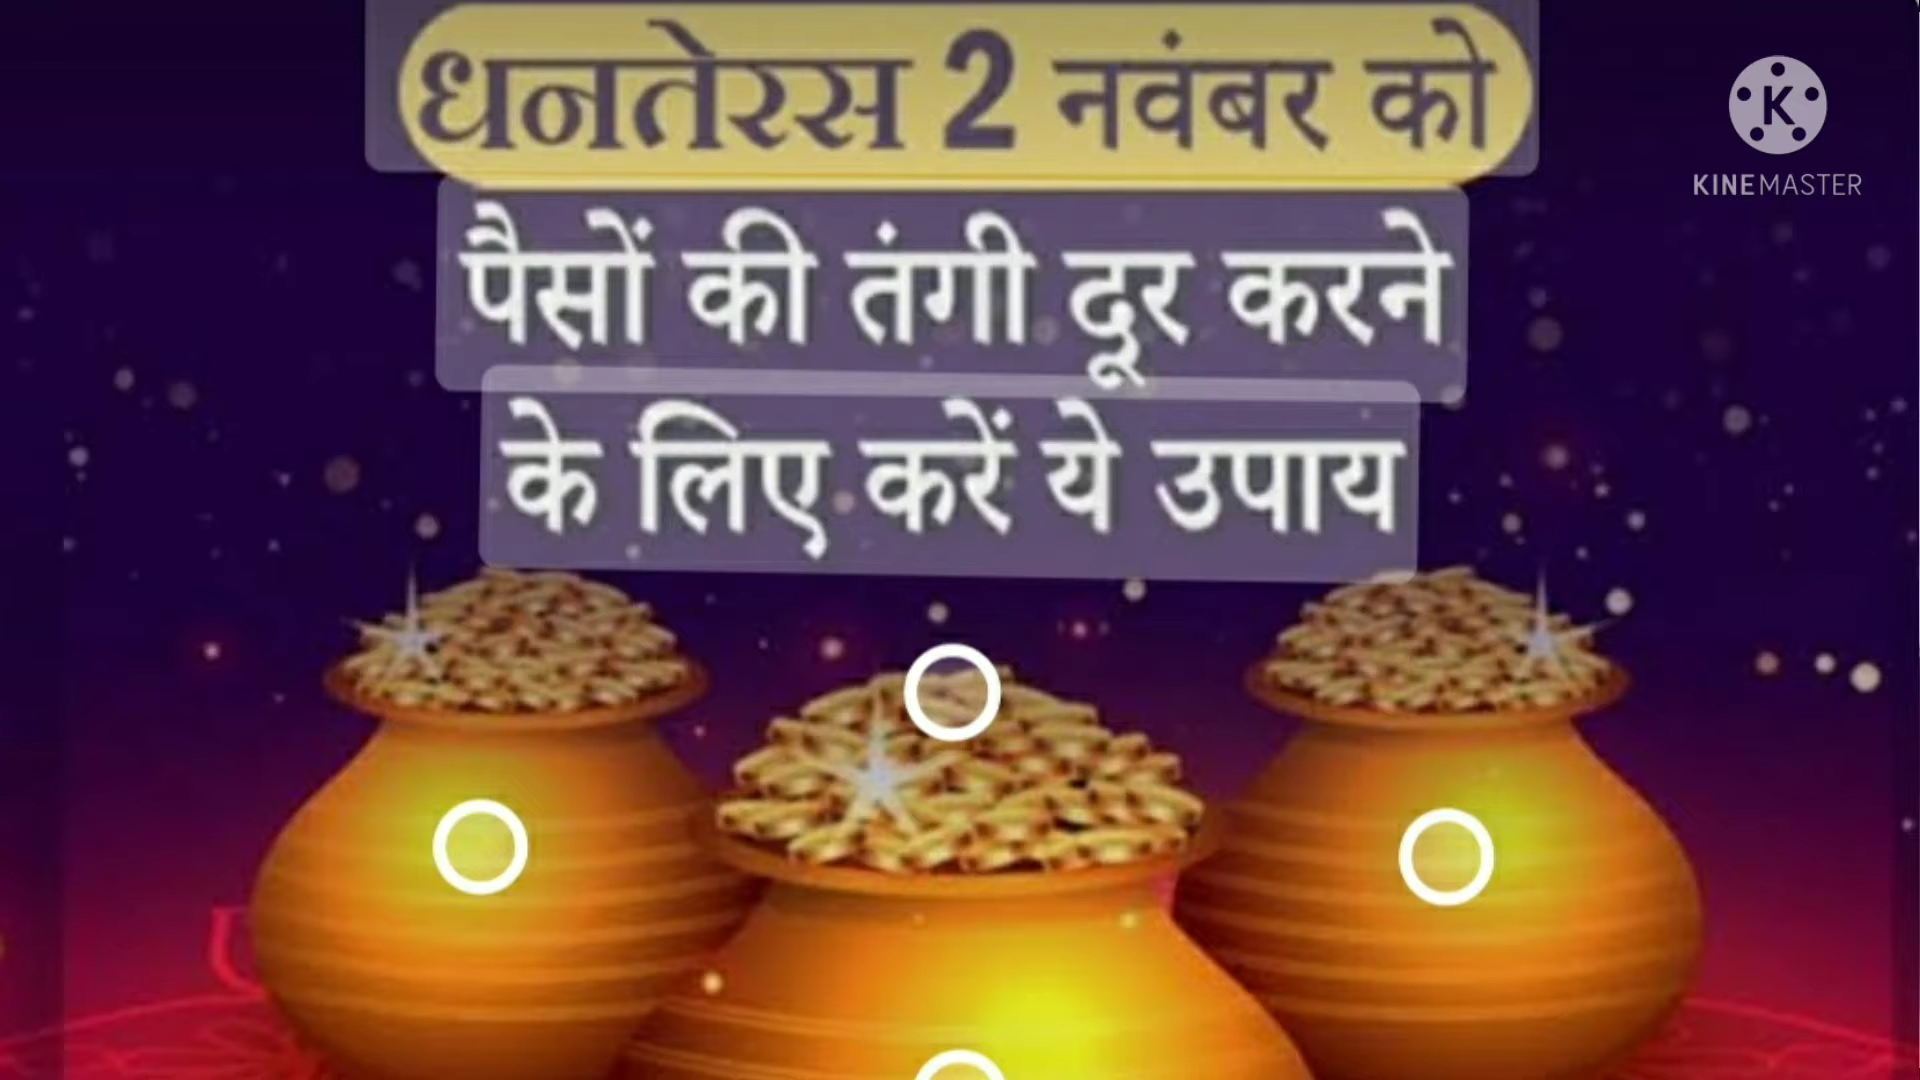 धनतेरस 2 नवंबर को
पैसों की तंगी दूर करने
के लिए करें ये उपाय
K
KINEMASTER